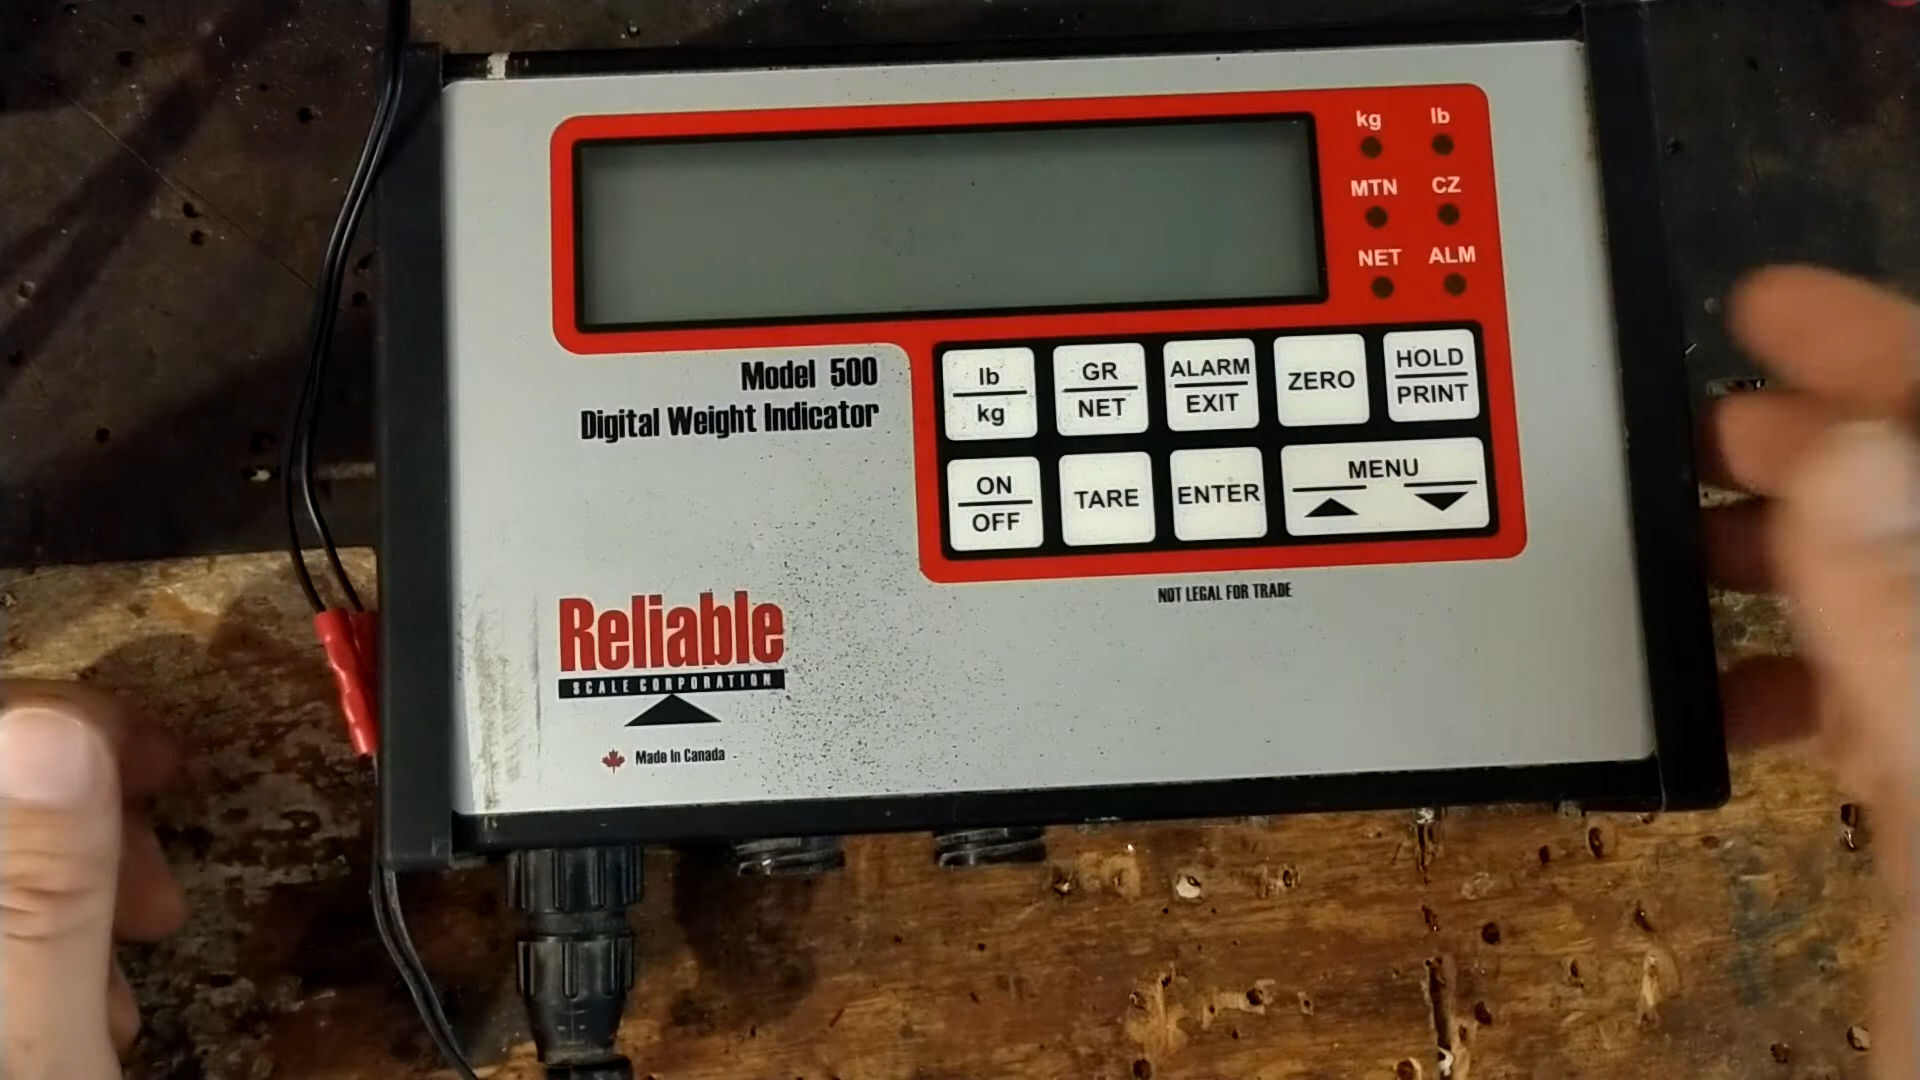 kg lb
MTN CZ
NET ALM
Model 500
Digital Weight Indicator
lb
kg
GR
NET
ALARM
EXIT
ZERO
HOLD
PRINT
ON
OFF
TARE
ENTER
MENU
NOT LEGAL FOR TRADE
Reliable
SCALE CORPORATION
Made In Canada